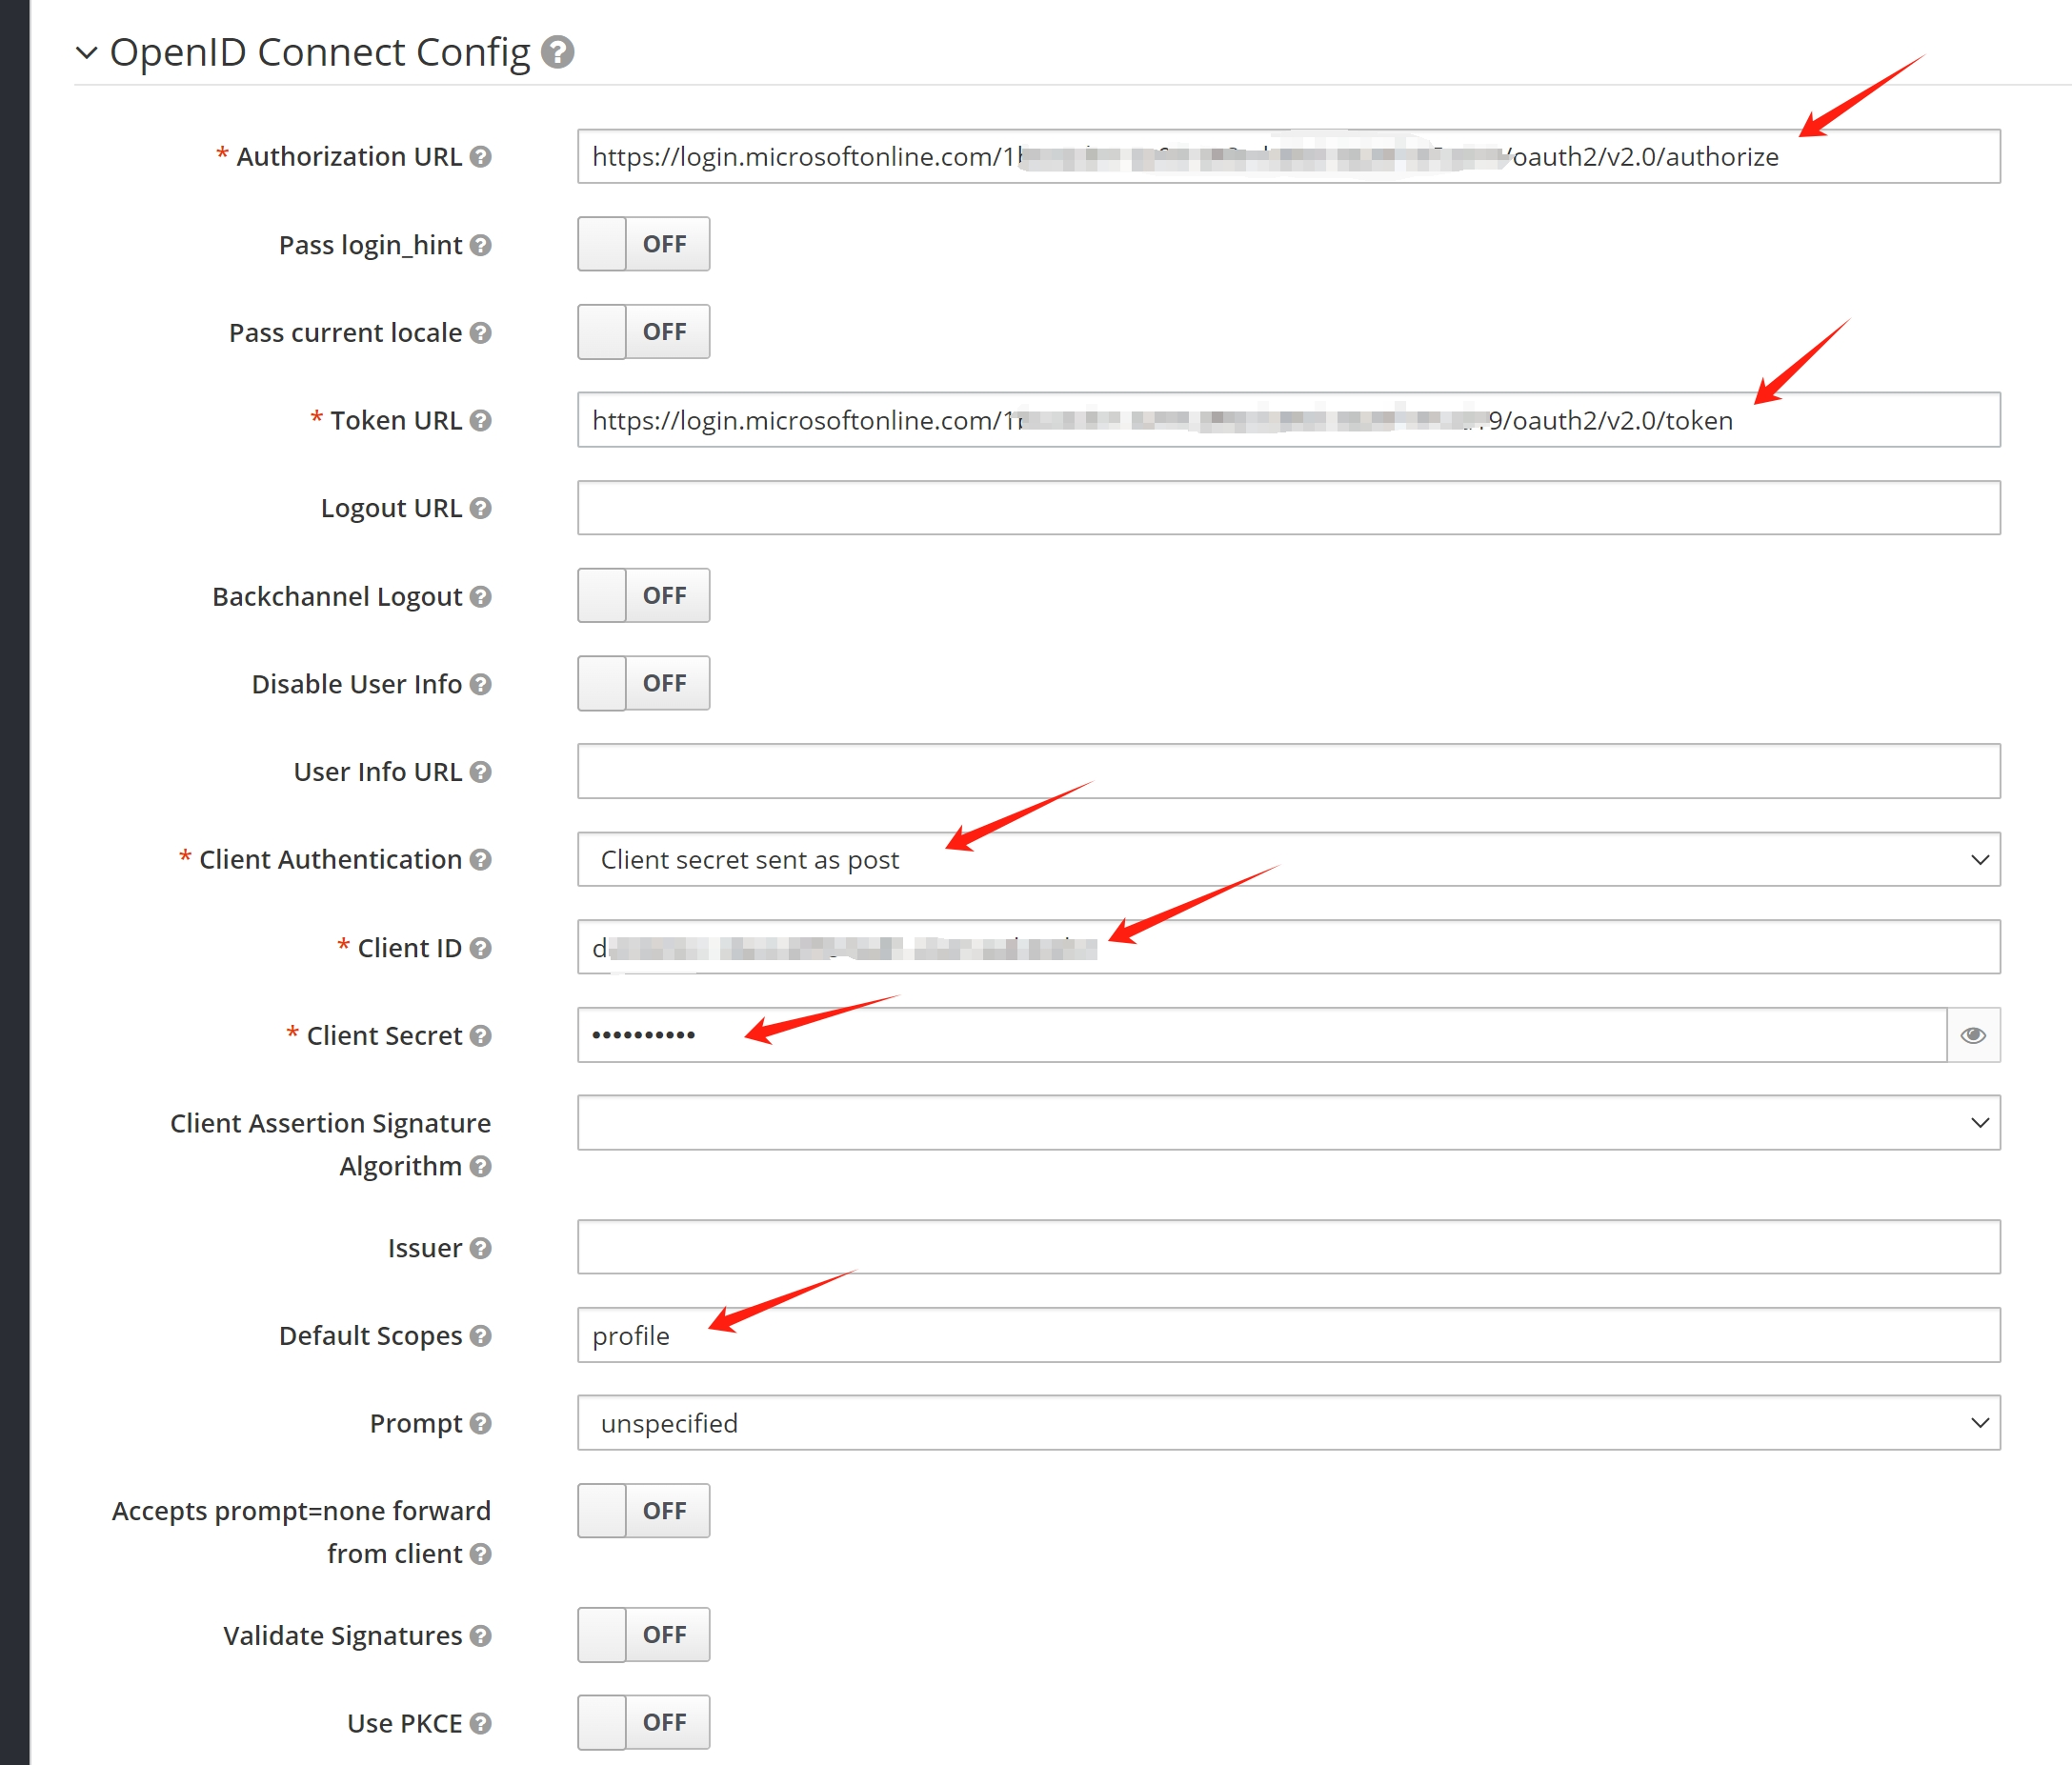 OpenID Connect Config
* Authorization URL
https://login.microsoftonline.com/1 /oauth2/v2.0/authorize
Pass login_hint
OFF
Pass current locale
OFF
* Token URL
https://login.microsoftonline.com/1 9/oauth2/v2.0/token
Logout URL
Backchannel Logout
OFF
Disable User Info
OFF
User Info URL
* Client Authentication
Client secret sent as post
* Client ID
d
* Client Secret
••••••••••
Client Assertion Signature
Algorithm
Issuer
Default Scopes
profile
Prompt
unspecified
Accepts prompt=none forward
from client
OFF
Validate Signatures
OFF
Use PKCE
OFF